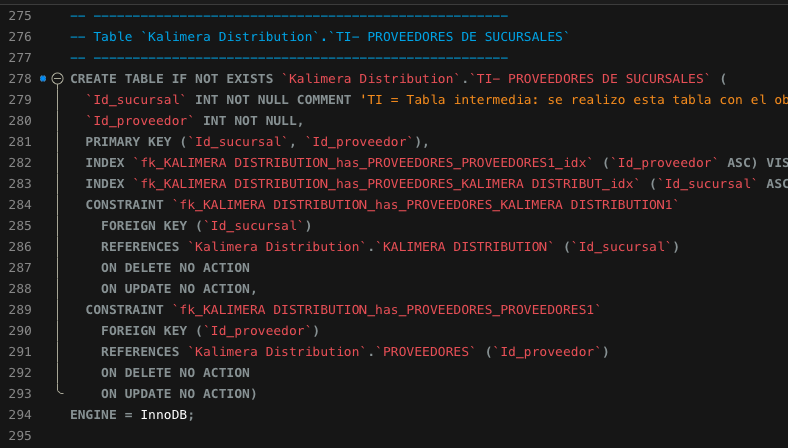 275 -- ----------------------------------------------------
276 -- Table `Kalimera Distribution`.`TI- PROVEEDORES DE SUCURSALES`
277 -- ----------------------------------------------------
278 CREATE TABLE IF NOT EXISTS `Kalimera Distribution`.`TI- PROVEEDORES DE SUCURSALES` (
279 `Id_sucursal` INT NOT NULL COMMENT 'TI = Tabla intermedia: se realizo esta tabla con el ob
280 `Id_proveedor` INT NOT NULL,
281 PRIMARY KEY (`Id_sucursal`, `Id_proveedor`),
282 INDEX `fk_KALIMERA DISTRIBUTION_has_PROVEEDORES_PROVEEDORES1_idx` (`Id_proveedor` ASC) VIS
283 INDEX `fk_KALIMERA DISTRIBUTION_has_PROVEEDORES_KALIMERA DISTRIBUT_idx` (`Id_sucursal` ASC
284 CONSTRAINT `fk_KALIMERA DISTRIBUTION_has_PROVEEDORES_KALIMERA DISTRIBUTION1`
285 FOREIGN KEY (`Id_sucursal`)
286 REFERENCES `Kalimera Distribution`.`KALIMERA DISTRIBUTION` (`Id_sucursal`)
287 ON DELETE NO ACTION
288 ON UPDATE NO ACTION,
289 CONSTRAINT `fk_KALIMERA DISTRIBUTION_has_PROVEEDORES_PROVEEDORES1`
290 FOREIGN KEY (`Id_proveedor`)
291 REFERENCES `Kalimera Distribution`.`PROVEEDORES` (`Id_proveedor`)
292 ON DELETE NO ACTION
293 ON UPDATE NO ACTION)
294 ENGINE = InnoDB;
295